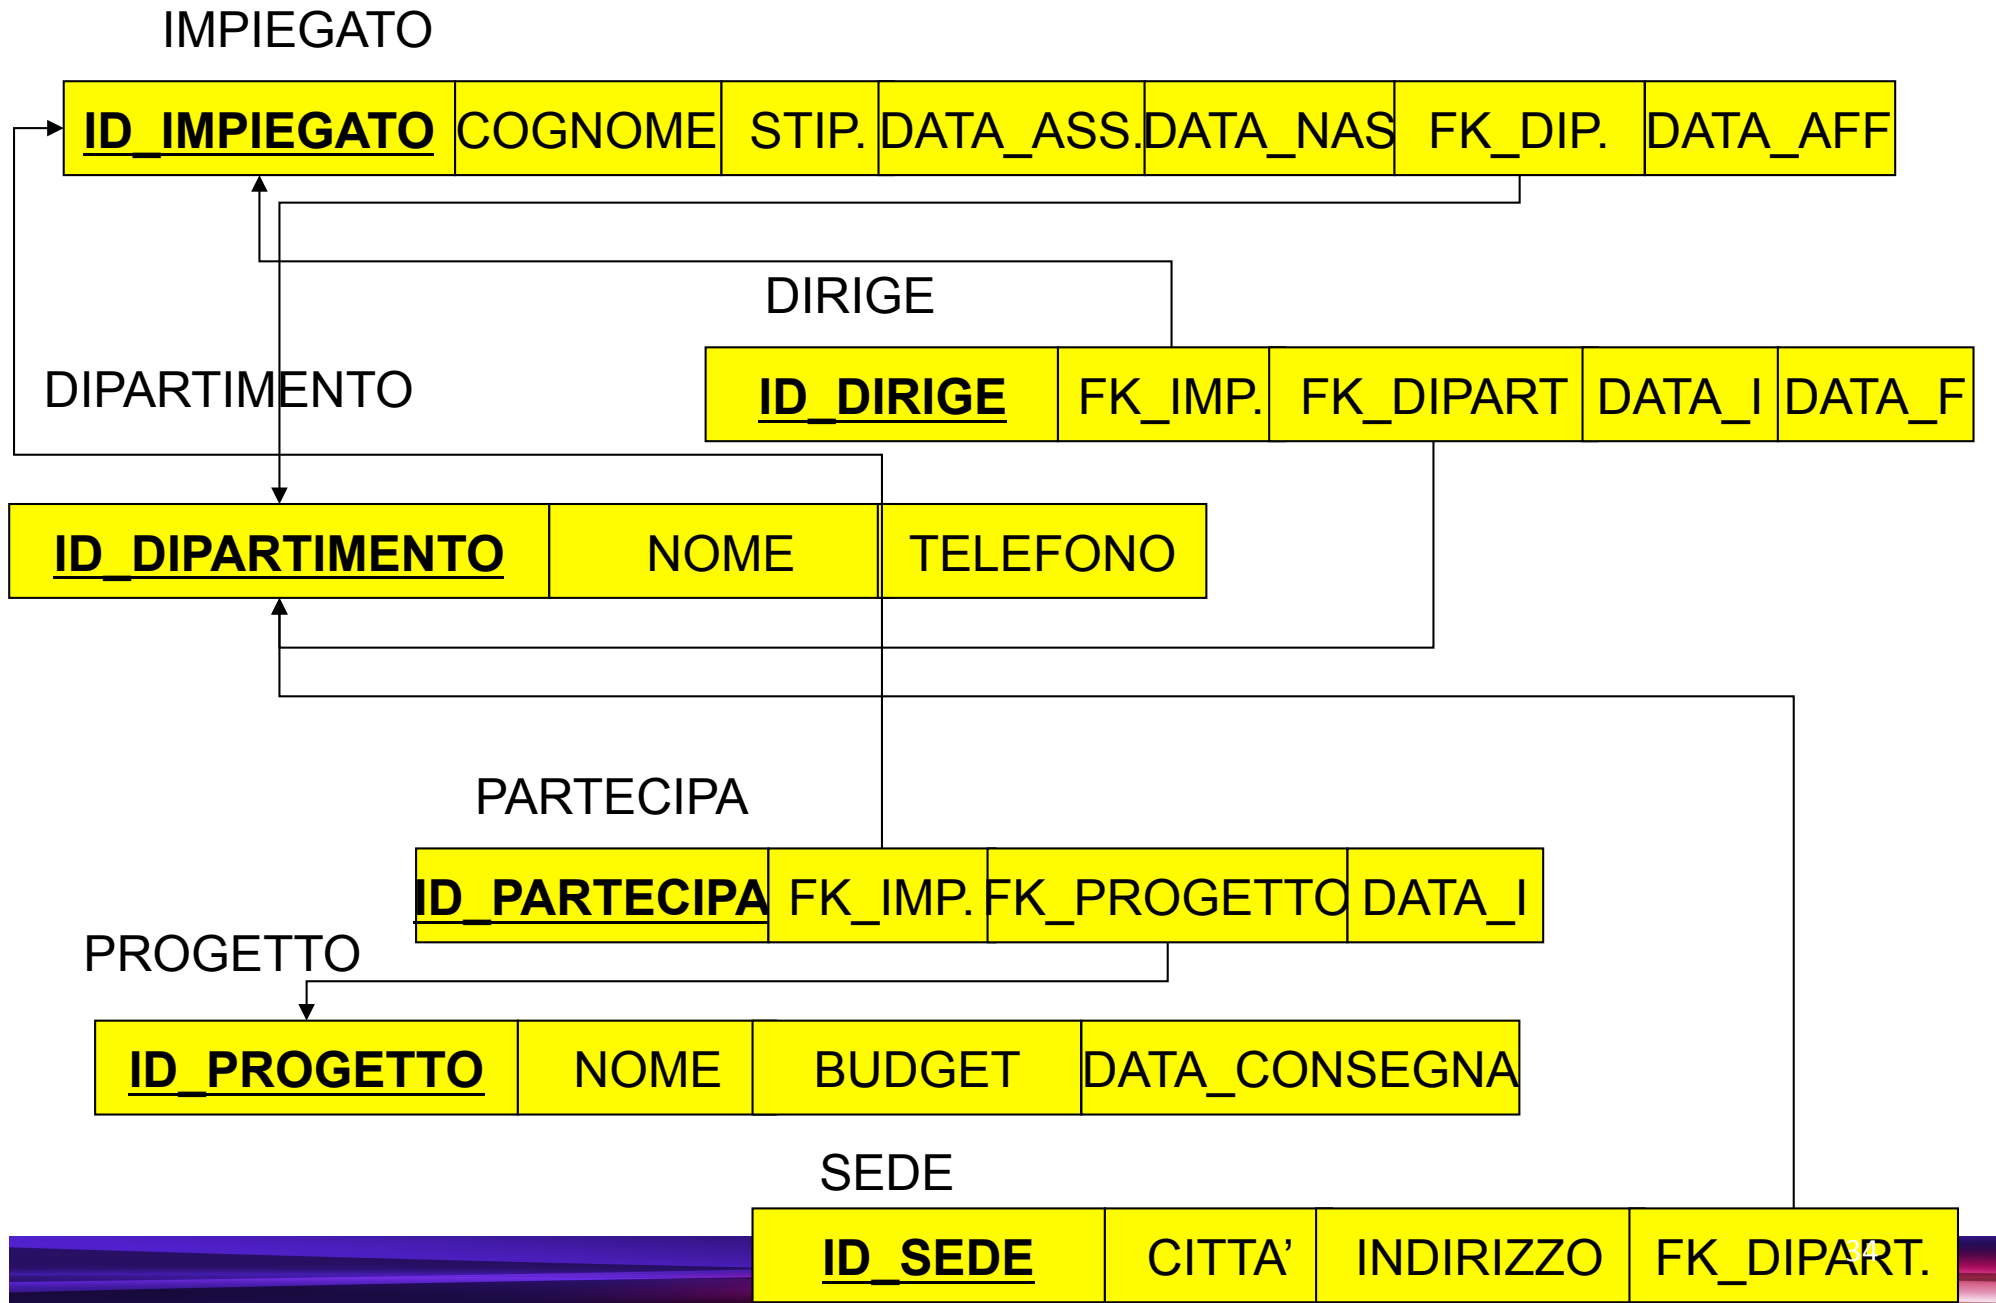 IMPIEGATO
ID_IMPIEGATO COGNOME STIP. DATA_ASS. DATA_NAS FK_DIP. DATA_AFF
DIRIGE
ID_DIRIGE FK_IMP. FK_DIPART DATA_I DATA_F
DIPARTIMENTO
ID_DIPARTIMENTO NOME TELEFONO
PARTECIPA
ID_PARTECIPA FK_IMP. FK_PROGETTO DATA_I
PROGETTO
ID_PROGETTO NOME BUDGET DATA_CONSEGNA
SEDE
ID_SEDE CITTA’ INDIRIZZO FK_DIPART.
34